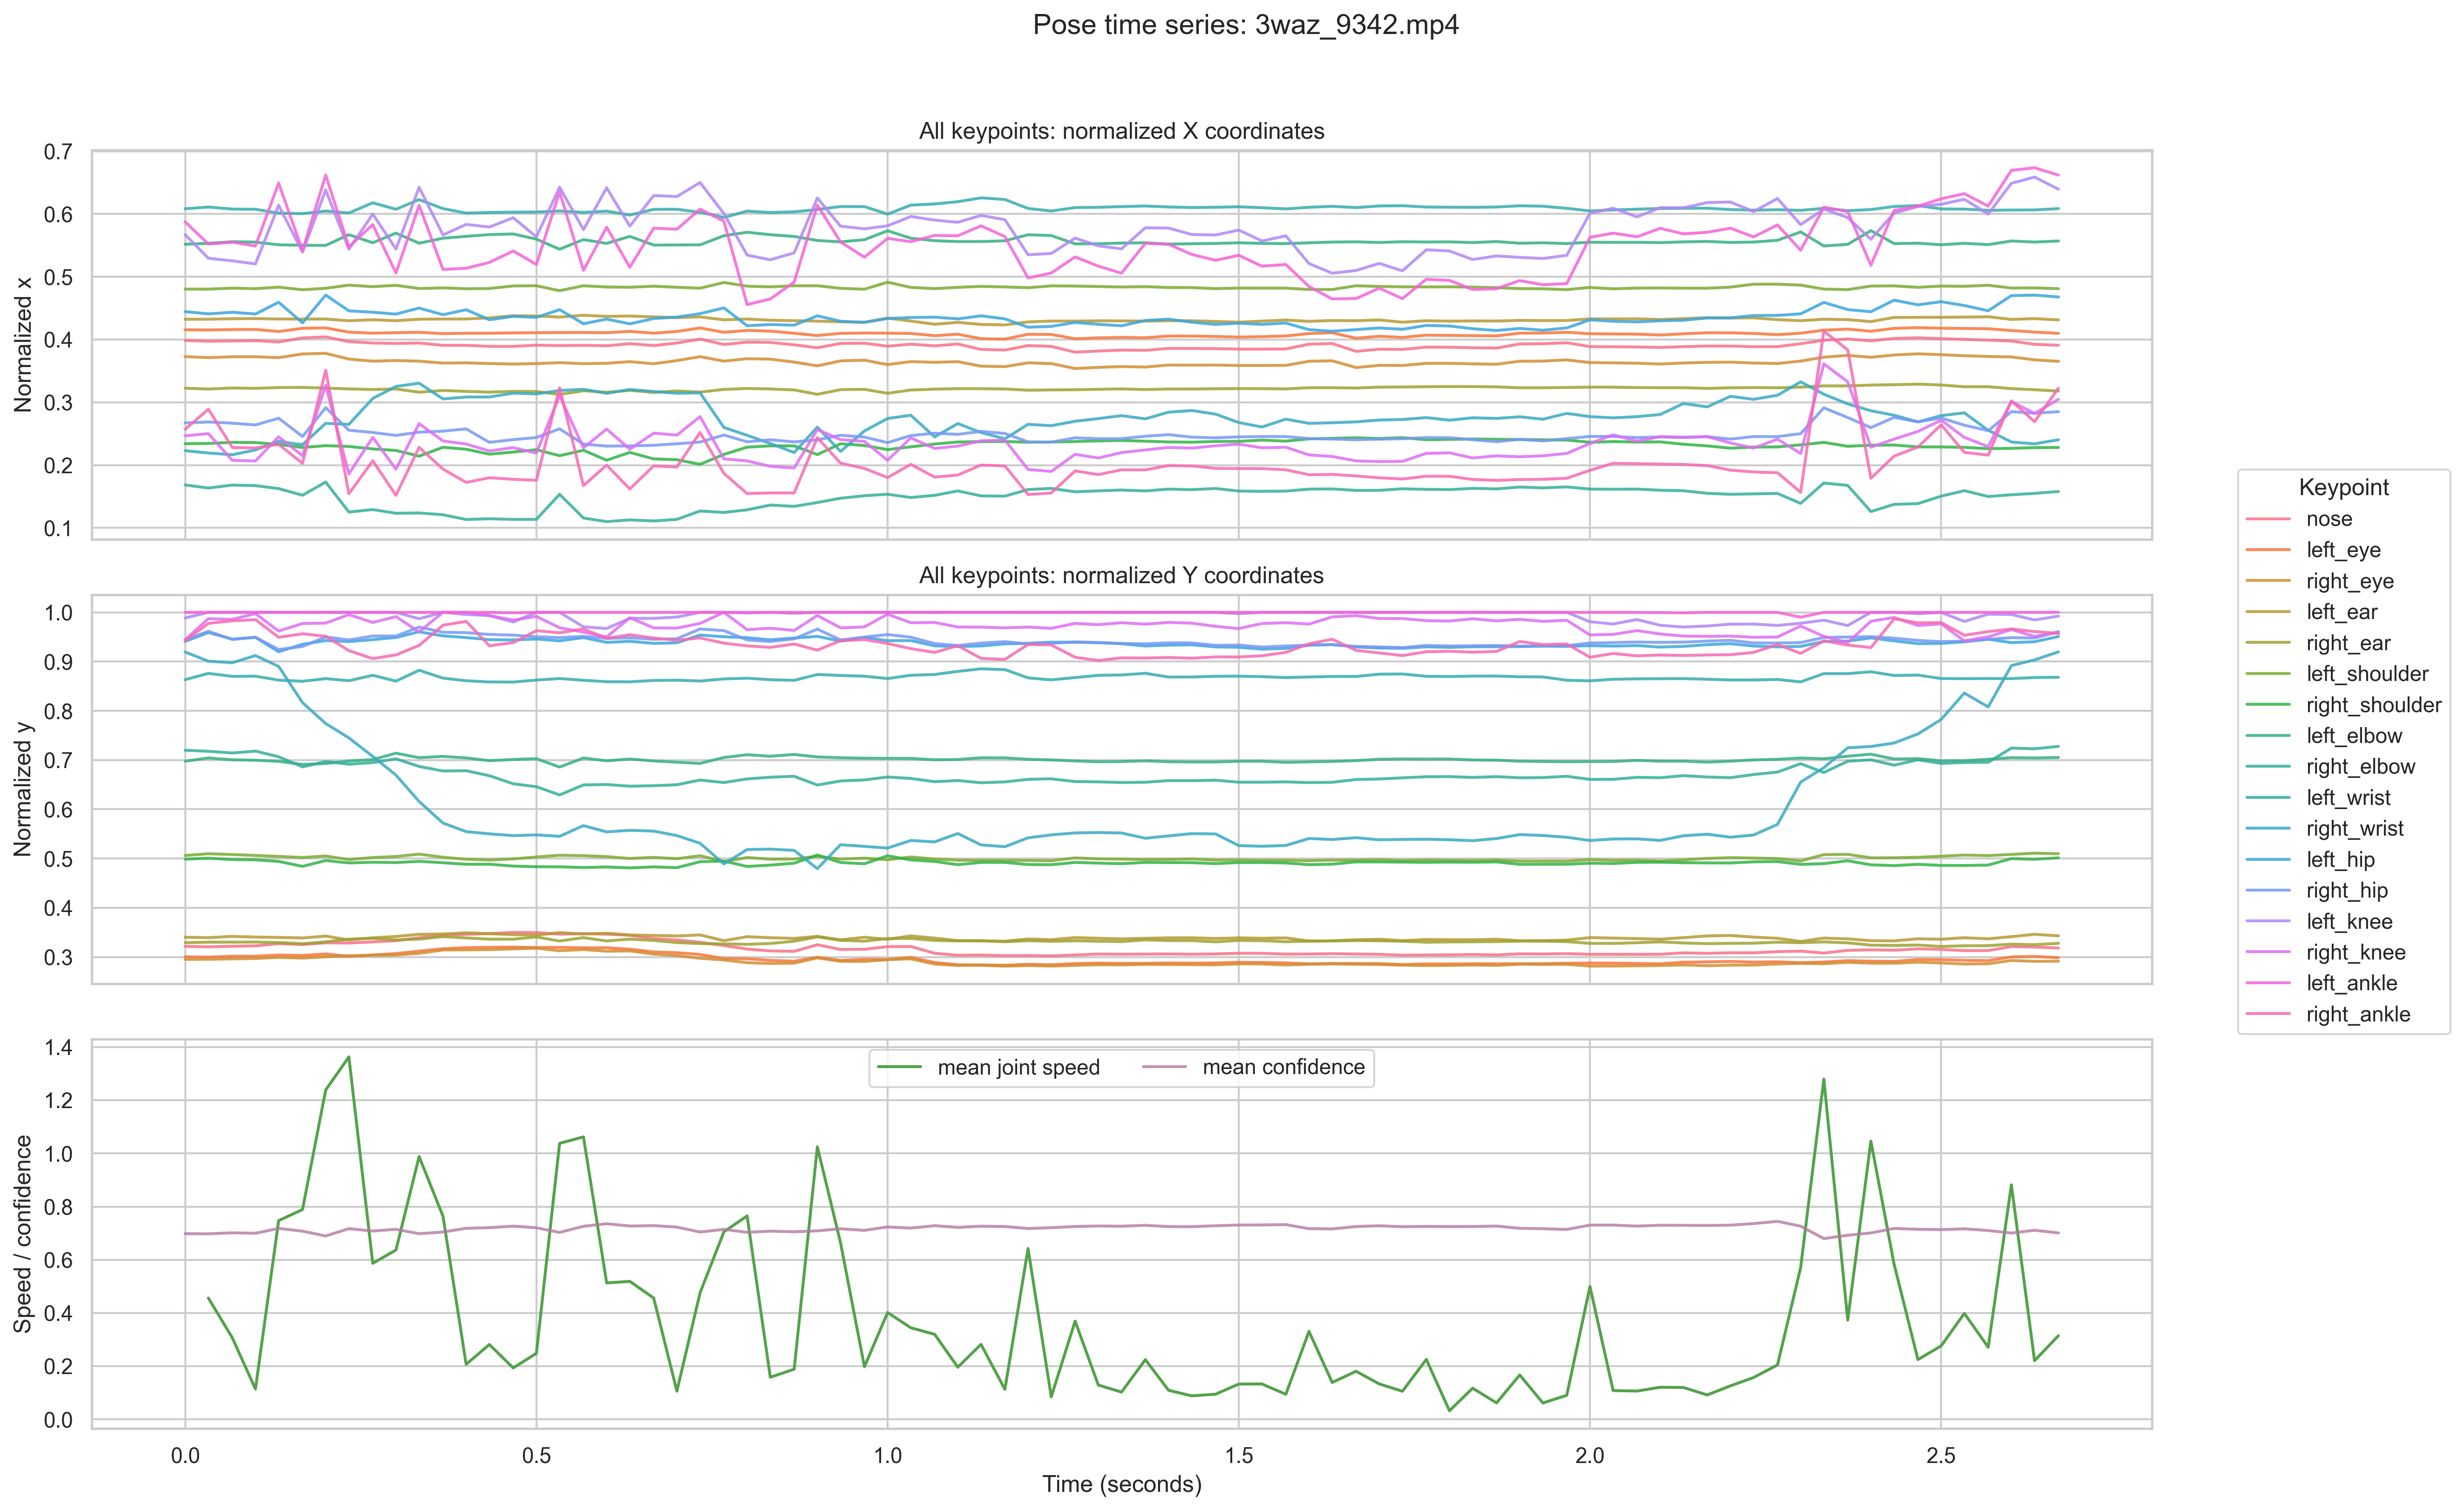 Pose time series: 3waz_9342.mp4
All keypoints: normalized X coordinates
Normalized x
0.7
0.6
0.5
0.4
0.3
0.2
0.1
All keypoints: normalized Y coordinates
Normalized y
1.0
0.9
0.8
0.7
0.6
0.5
0.4
0.3
Keypoint
nose
left_eye
right_eye
left_ear
right_ear
left_shoulder
right_shoulder
left_elbow
right_elbow
left_wrist
right_wrist
left_hip
right_hip
left_knee
right_knee
left_ankle
right_ankle
mean joint speed
mean confidence
Speed / confidence
1.4
1.2
1.0
0.8
0.6
0.4
0.2
0.0
0.0 0.5 1.0 1.5 2.0 2.5
Time (seconds)